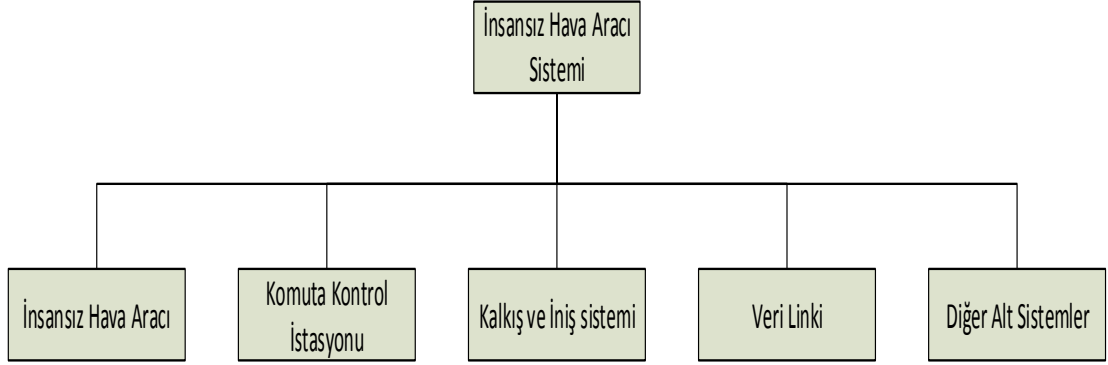 İnsansız Hava Aracı
Sistemi
İnsansız Hava Aracı
Komuta Kontrol
İstasyonu
Kalkış ve İniş sistemi
Veri Linki
Diğer Alt Sistemler